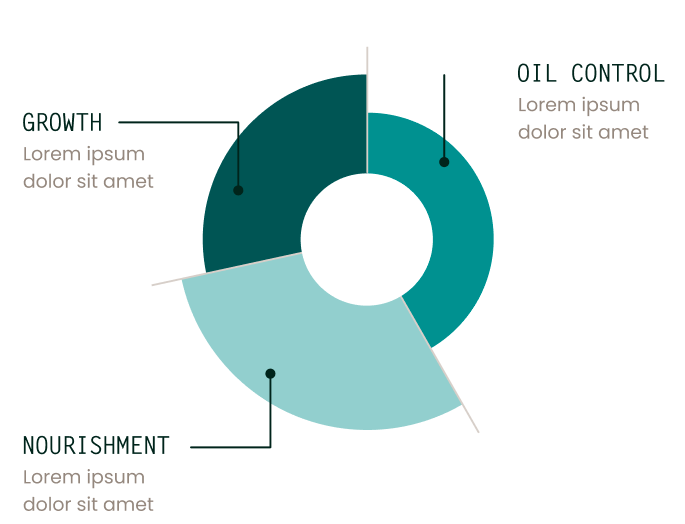 OIL CONTROL
Lorem ipsum
dolor sit amet
GROWTH
Lorem ipsum
dolor sit amet
NOURISHMENT
Lorem ipsum
dolor sit amet